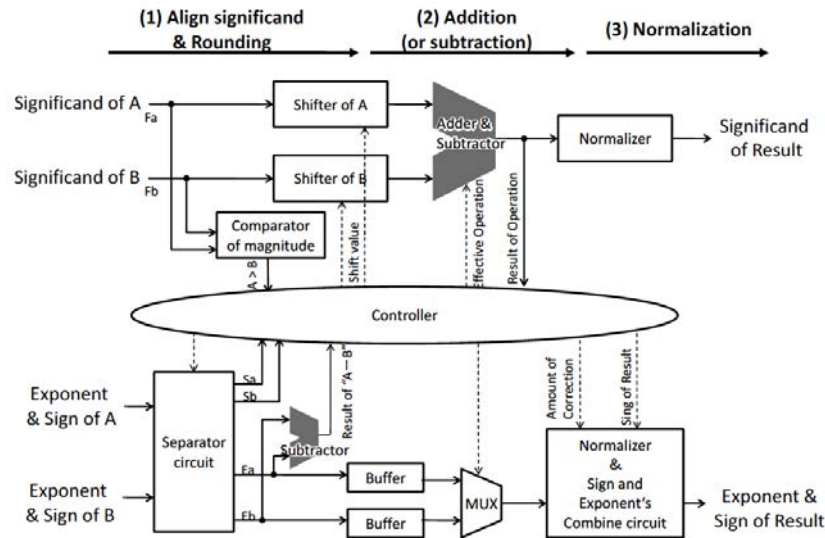 (1) Align significand
& Rounding
(2) Addition
(or subtraction)
(3) Normalization
Significand of A
Fa
Shifter of A
Adder &
Subtractor
Normalizer
Significand
of Result
Significand of B
Fb
Shifter of B
Comparator
of magnitude
A > B
Shift value
Effective Operation
Result of Operation
Controller
Exponent
& Sign of A
Separator
circuit
Sa
Sb
Subtractor
Result of "A—B"
Amount of
Correction
Sing of Result
Ea
Eb
Buffer
Buffer
MUX
Normalizer
&
Sign and
Exponent's
Combine circuit
Exponent
& Sign of B
Exponent &
Sign of Result